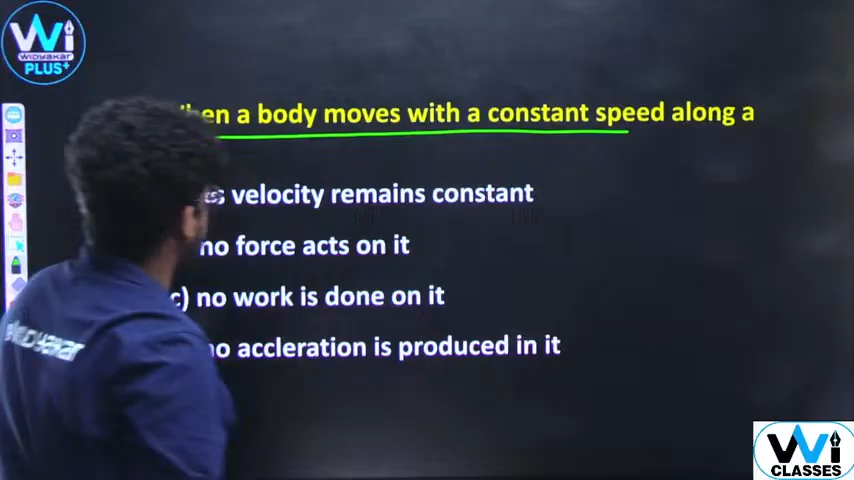 Wi
WIDYAKAR
PLUS+
hen a body moves with a constant speed along a
s velocity remains constant
no force acts on it
c) no work is done on it
no accleration is produced in it
widyakar
Wi
CLASSES